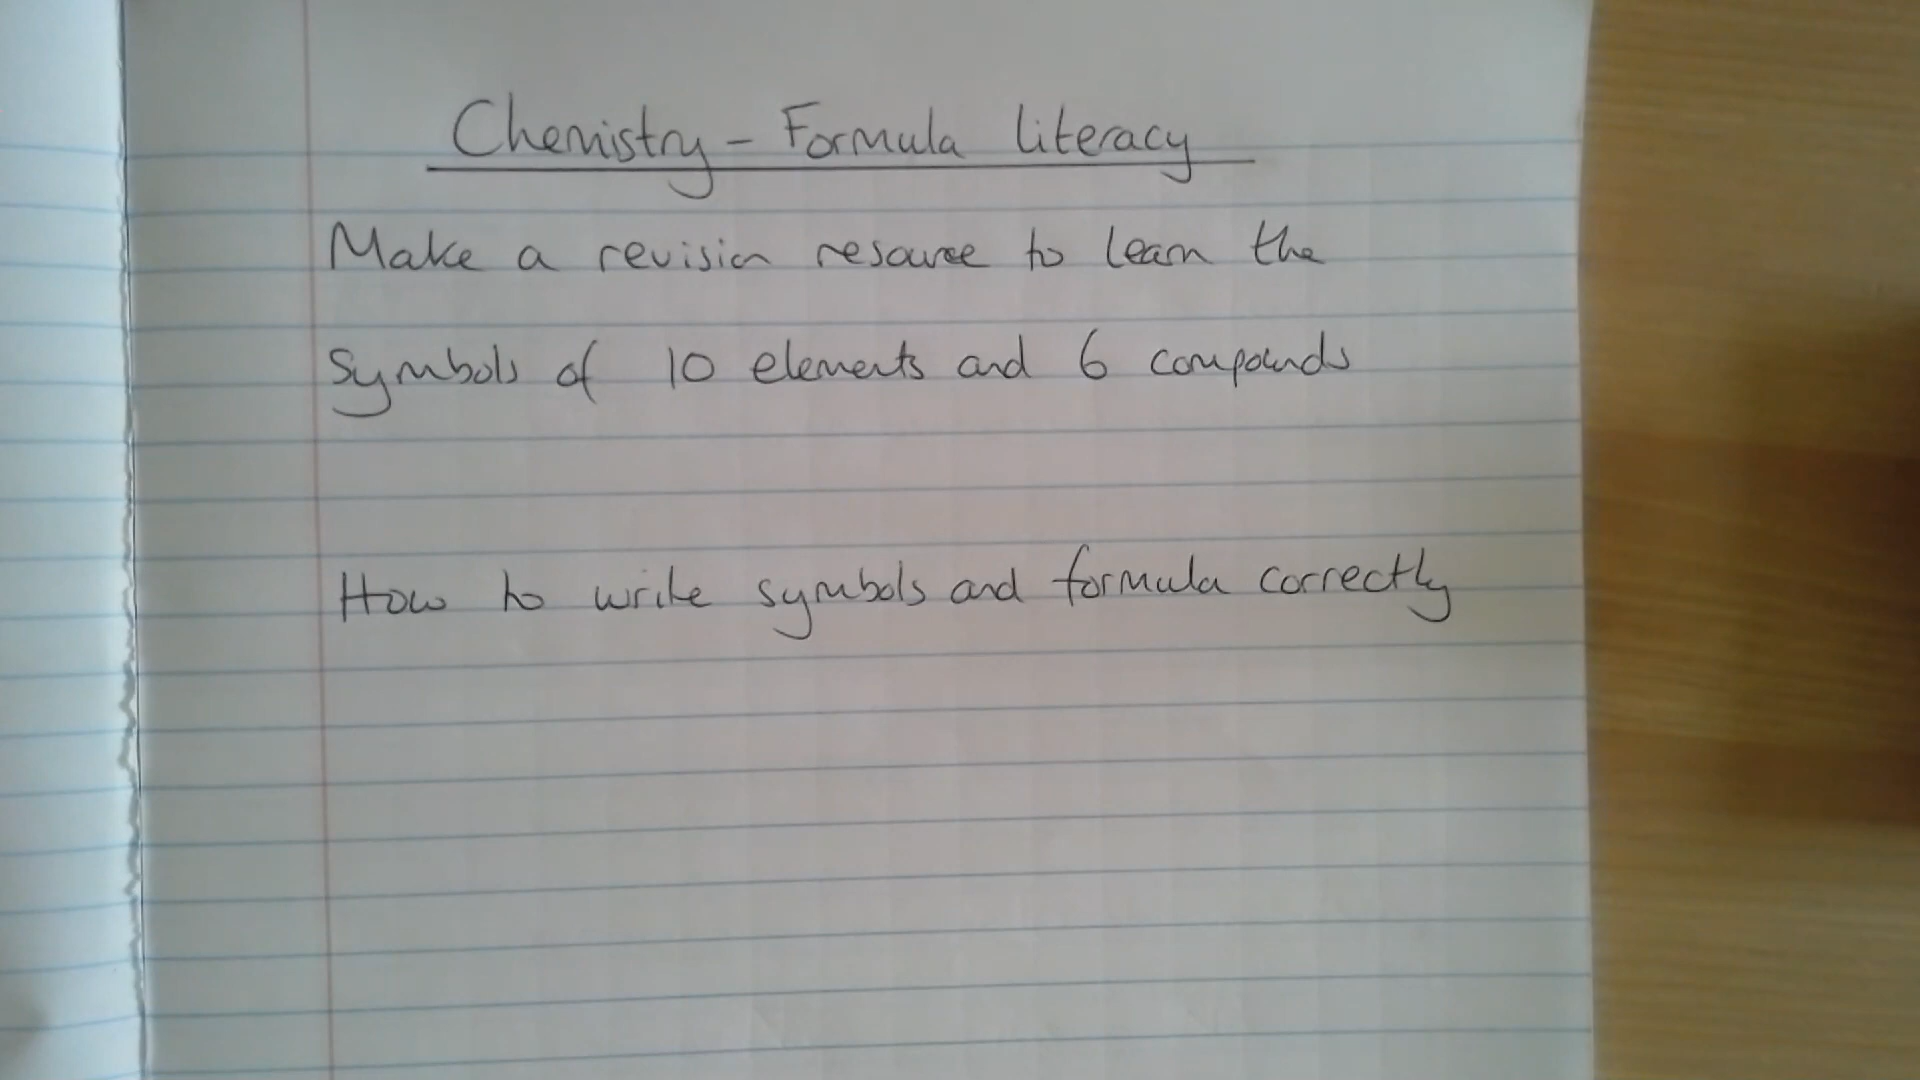 Chemistry - Formula literacy
Make a revision resource to learn the
symbols of 10 elements and 6 compounds
How to write symbols and formula correctly